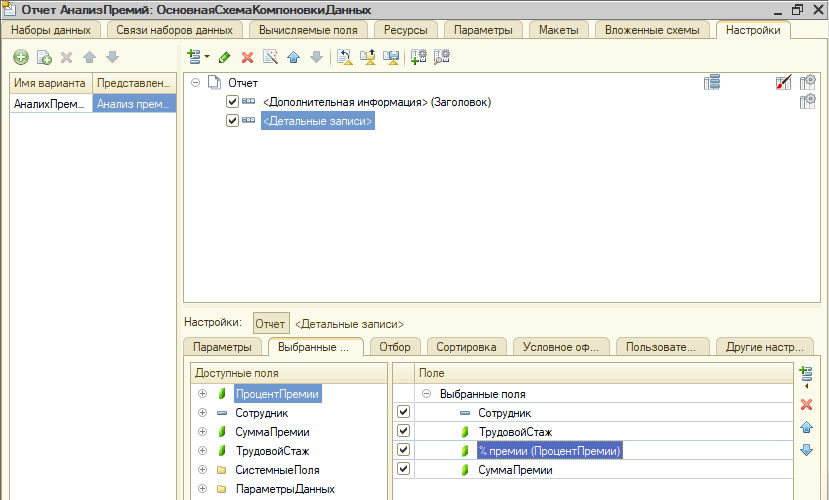 Отчет АнализПремий: ОсновнаяСхемаКомпоновкиДанных
Наборы данных Связи наборов данных Вычисляемые поля Ресурсы Параметры Макеты Вложенные схемы Настройки
Имя варианта Представлен...
АналихПрем... Анализ прем...
Отчет
<Дополнительная информация> (Заголовок)
<Детальные записи>
Настройки: Отчет <Детальные записи>
Параметры Выбранные ... Отбор Сортировка Условное оф... Пользовате... Другие настр...
Доступные поля Поле
ПроцентПремии Выбранные поля
Сотрудник Сотрудник
СуммаПремии ТрудовойСтаж
ТрудовойСтаж % премии (ПроцентПремии)
СистемныеПоля СуммаПремии
ПараметрыДанных